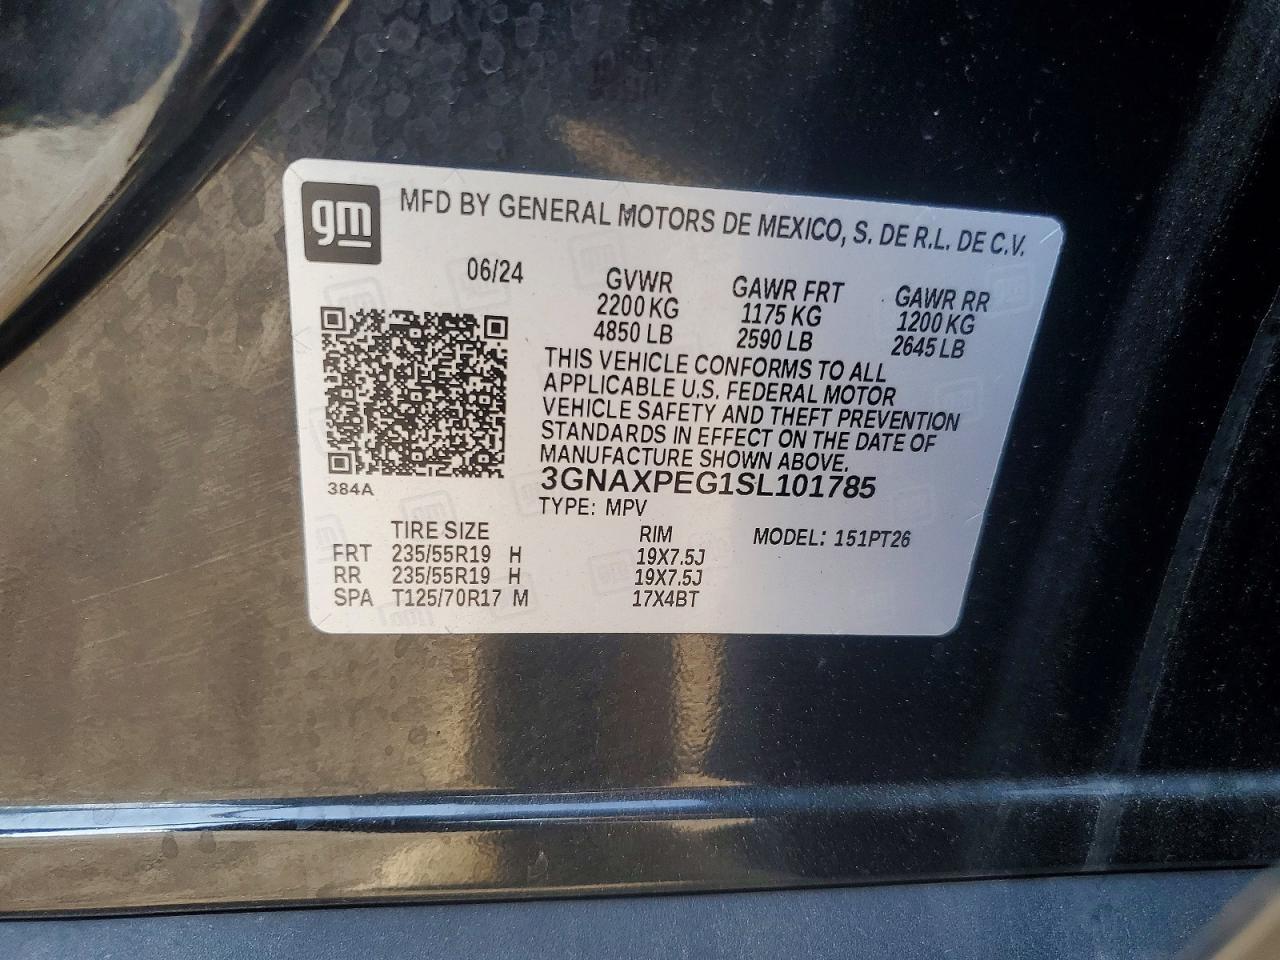 gm
MFD BY GENERAL MOTORS DE MEXICO, S. DE R.L. DE C.V.
06/24 GVWR GAWR FRT GAWR RR
2200 KG 1175 KG 1200 KG
4850 LB 2590 LB 2645 LB
THIS VEHICLE CONFORMS TO ALL
APPLICABLE U.S. FEDERAL MOTOR
VEHICLE SAFETY AND THEFT PREVENTION
STANDARDS IN EFFECT ON THE DATE OF
MANUFACTURE SHOWN ABOVE.
384A 3GNAXPEG1SL101785
TYPE: MPV
TIRE SIZE RIM MODEL: 151PT26
FRT 235/55R19 H 19X7.5J
RR 235/55R19 H 19X7.5J
SPA T125/70R17 M 17X4BT